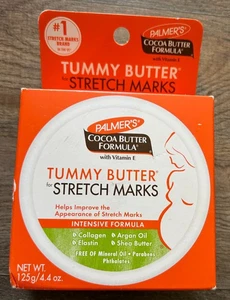 #1
STRETCH MARKS
BRAND
PALMER'S®
COCOA BUTTER
FORMULA®
with Vitamin E
TUMMY BUTTER®
for STRETCH MARKS
PALMER'S®
COCOA BUTTER
FORMULA®
with Vitamin E
TUMMY BUTTER®
for STRETCH MARKS
Helps Improve the
Appearance of Stretch Marks
INTENSIVE FORMULA
Collagen Argan Oil
Elastin Shea Butter
FREE OF Mineral Oil • Parabens
Phthalates
NET WT.
125g/4.4 oz.